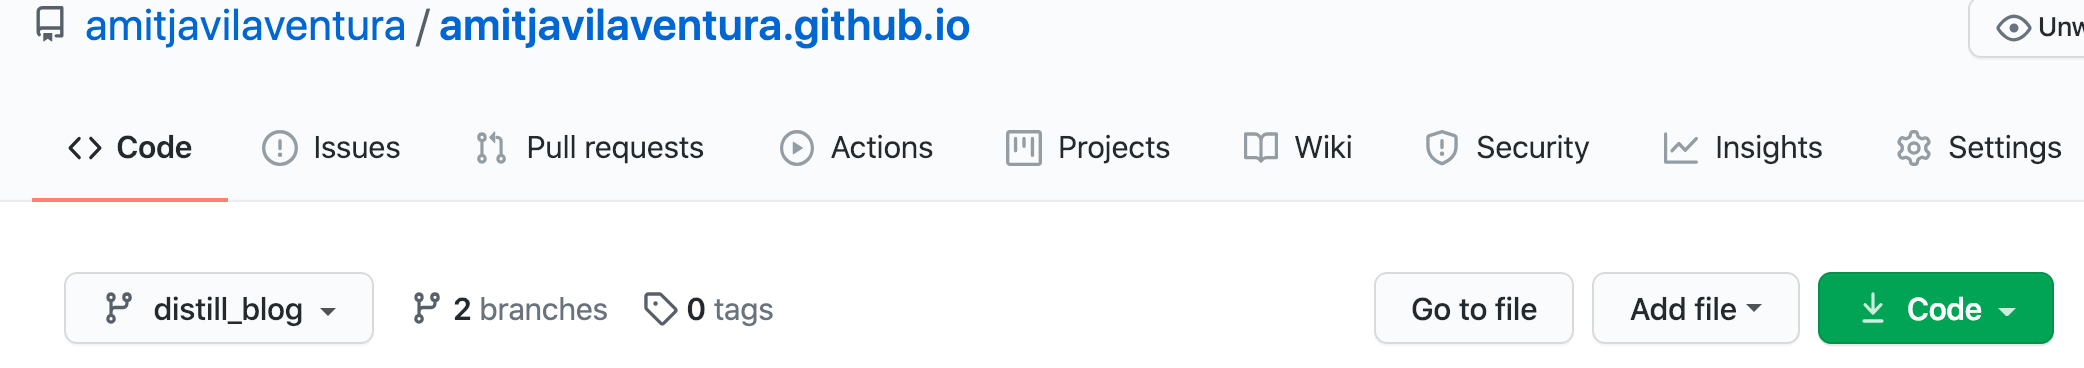 amitjavilaventura / amitjavilaventura.github.io
Unw
Code Issues Pull requests Actions Projects Wiki Security Insights Settings
distill_blog 2 branches 0 tags Go to file Add file Code